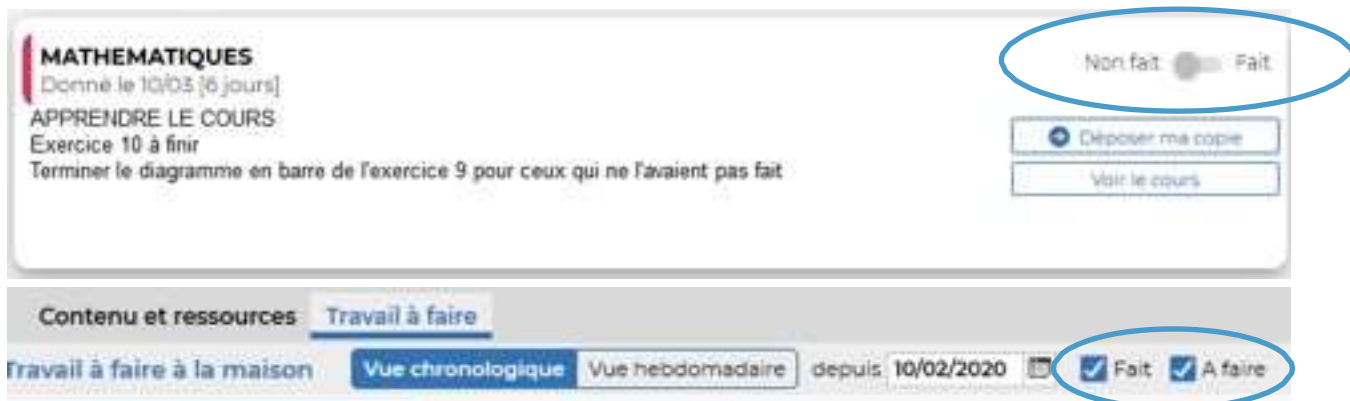 MATHEMATIQUES
Non fait Fait
Donné le 10/03 [6 jours]
APPRENDRE LE COURS
Exercice 10 à finir
Terminer le diagramme en barre de l'exercice 9 pour ceux qui ne l'avaient pas fait
Déposer ma copie
Voir le cours
Contenu et ressources Travail à faire
Travail à faire à la maison Vue chronologique Vue hebdomadaire depuis 10/02/2020 Fait A faire